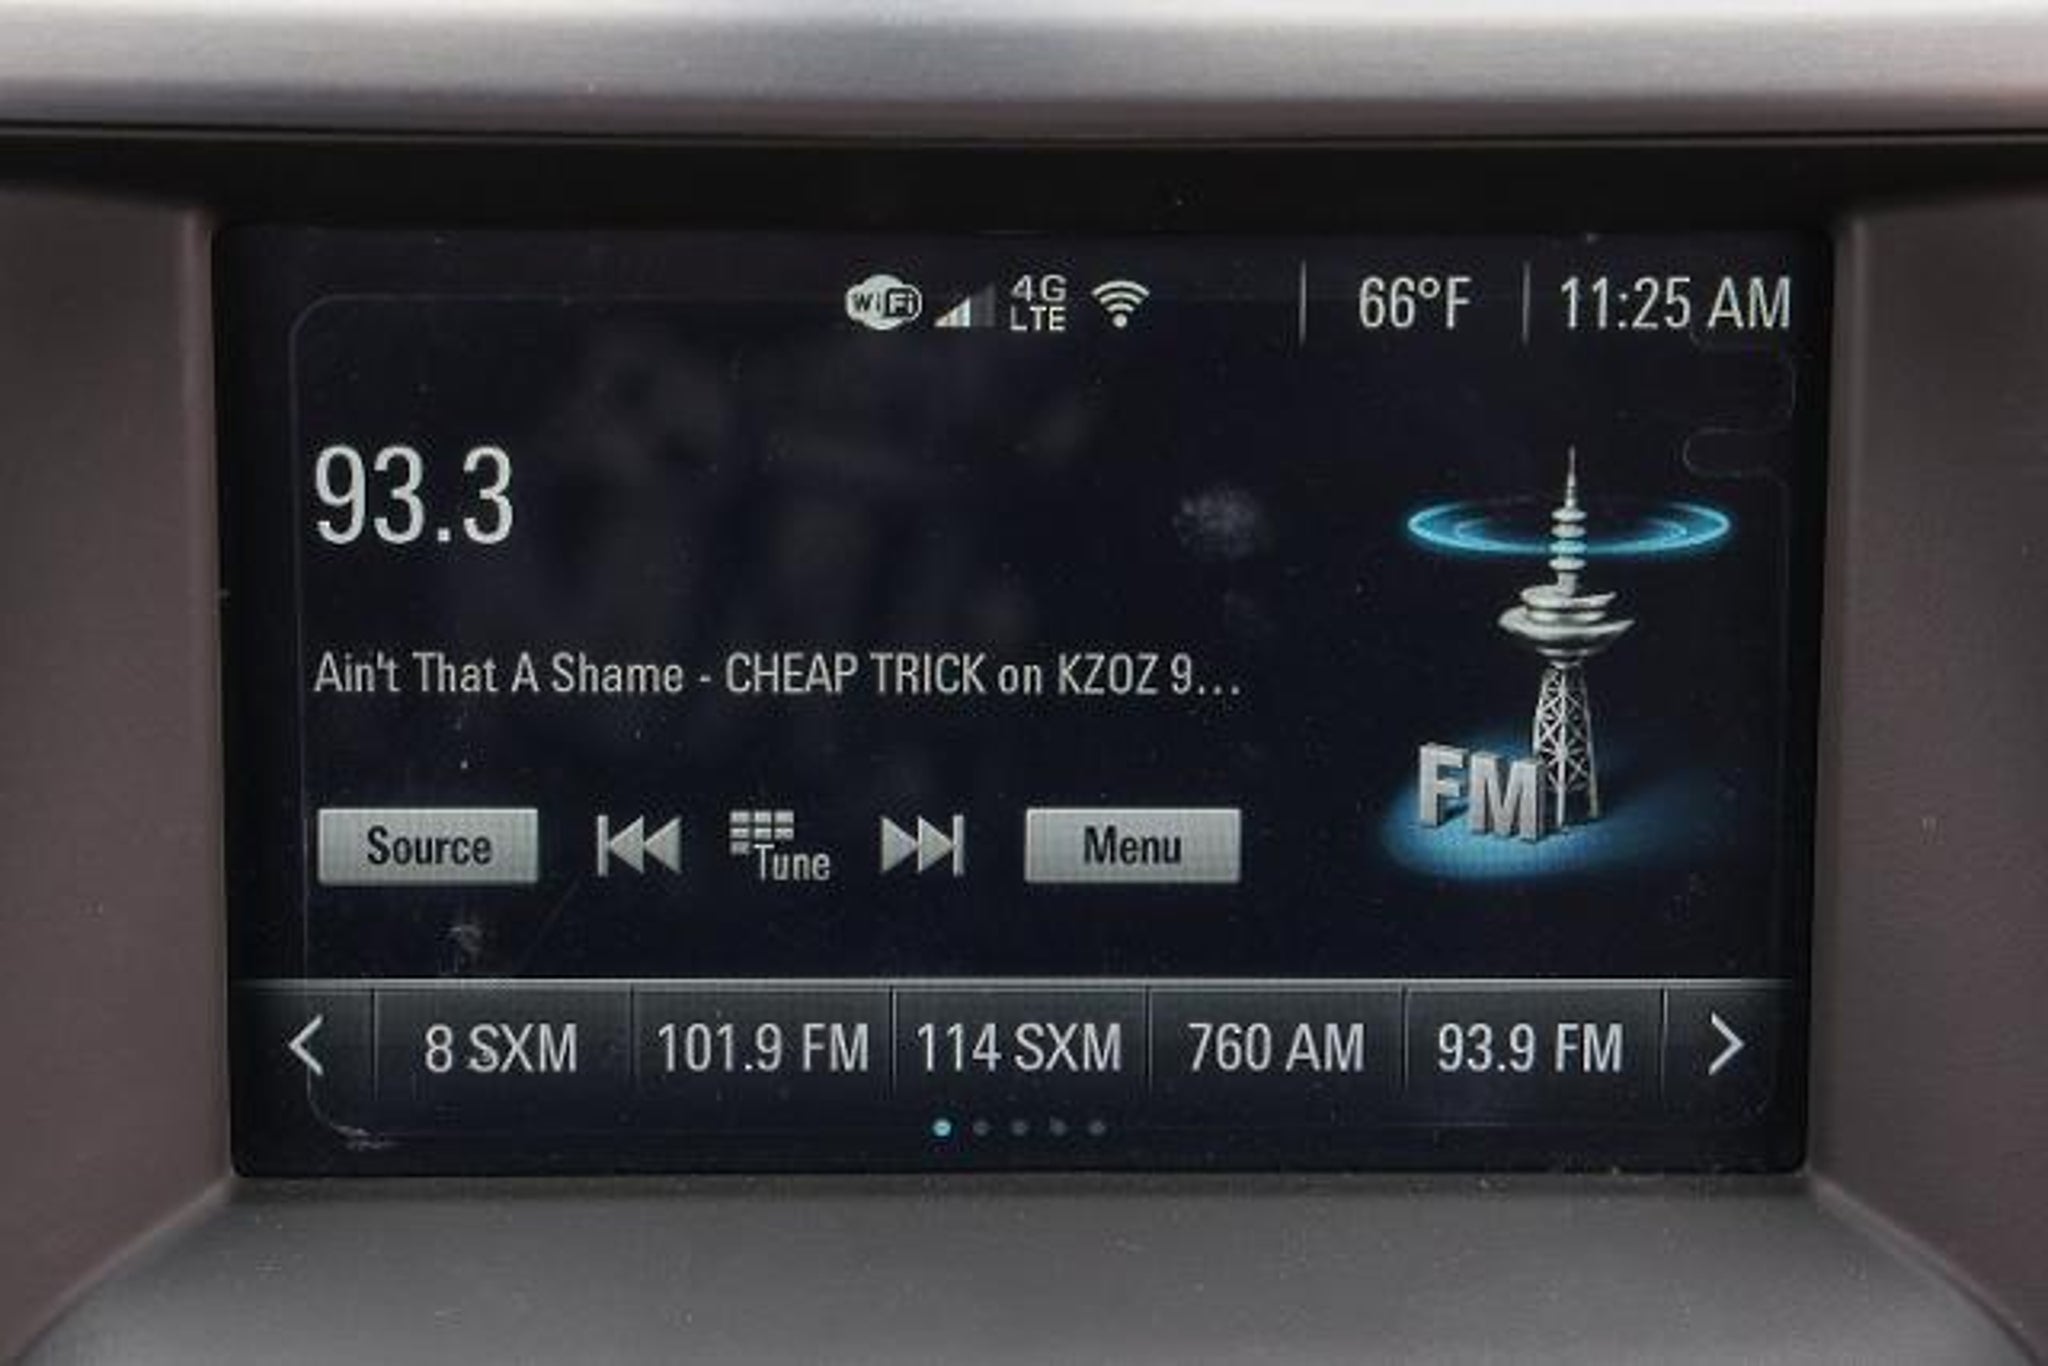 WiFi 4G LTE 66°F 11:25 AM
93.3
Ain't That A Shame - CHEAP TRICK on KZOZ 9...
FM
Source Tune Menu
8 SXM 101.9 FM 114 SXM 760 AM 93.9 FM